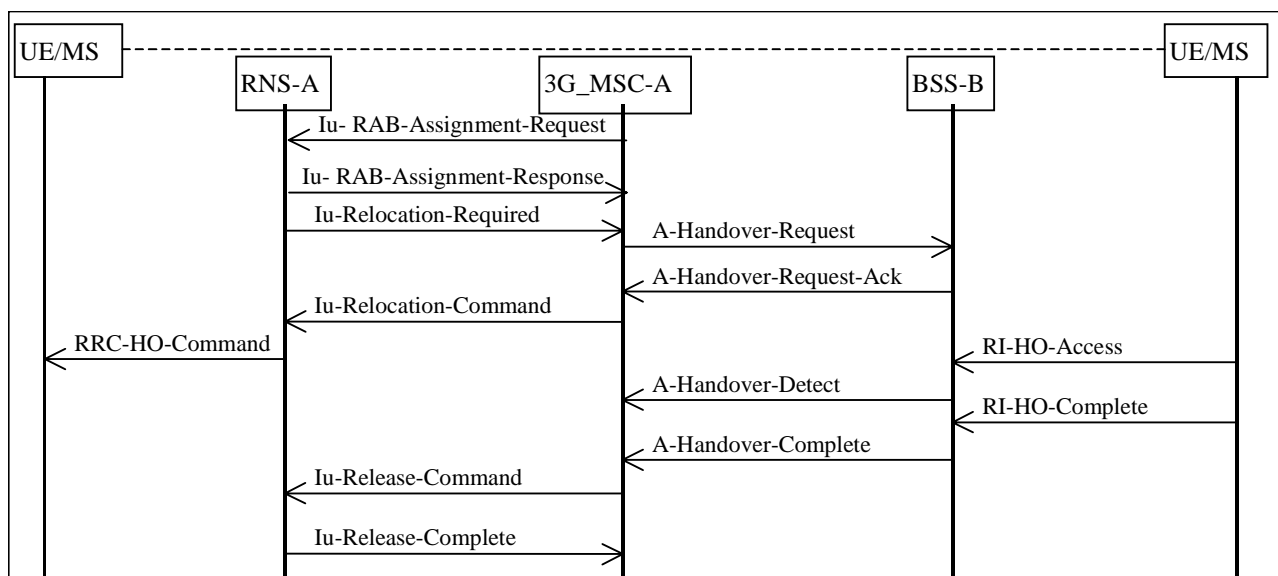 UE/MS
UE/MS
RNS-A
3G_MSC-A
BSS-B
Iu- RAB-Assignment-Request
Iu- RAB-Assignment-Response
Iu-Relocation-Required
A-Handover-Request
A-Handover-Request-Ack
Iu-Relocation-Command
RRC-HO-Command
RI-HO-Access
A-Handover-Detect
RI-HO-Complete
A-Handover-Complete
Iu-Release-Command
Iu-Release-Complete